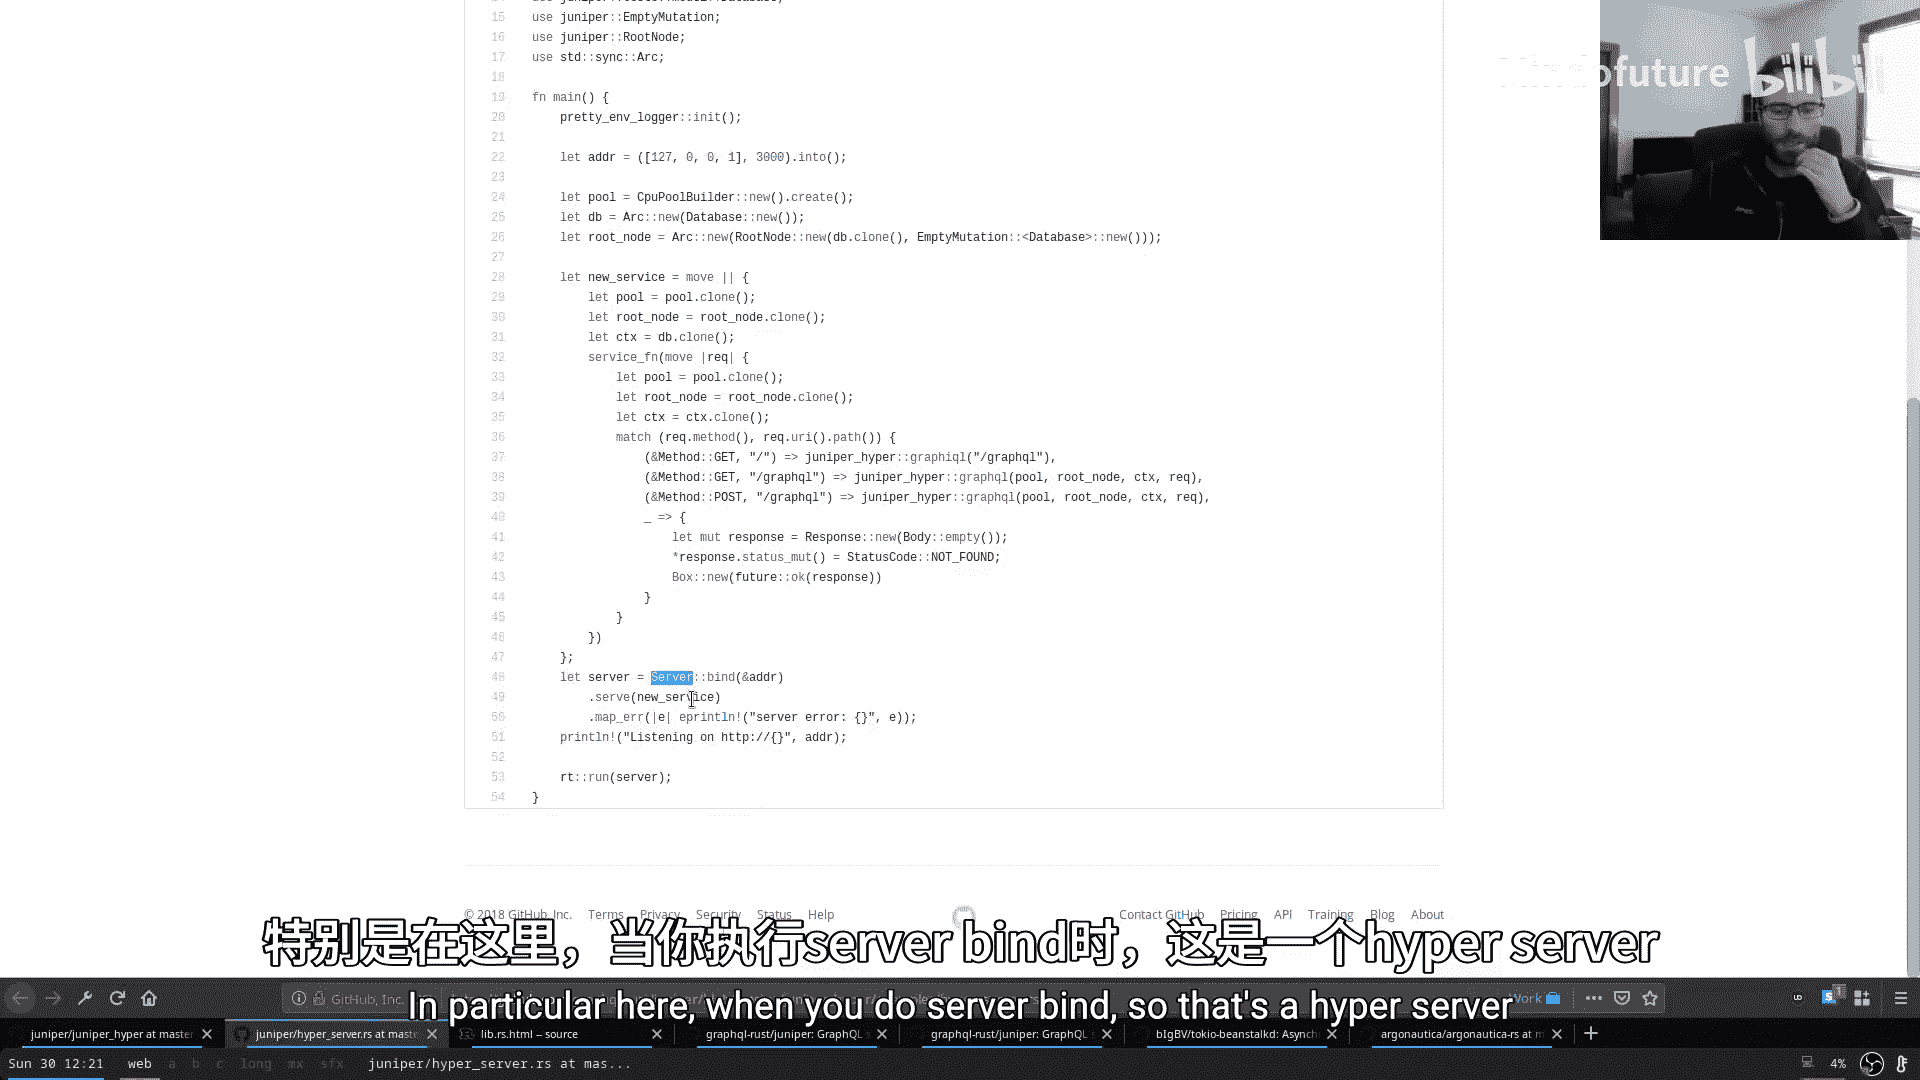 15 use juniper::EmptyMutation;
16 use juniper::RootNode;
17 use std::sync::Arc;
18
19 fn main() {
20 pretty_env_logger::init();
21
22 let addr = ([127, 0, 0, 1], 3000).into();
23
24 let pool = CpuPoolBuilder::new().create();
25 let db = Arc::new(Database::new());
26 let root_node = Arc::new(RootNode::new(db.clone(), EmptyMutation::<Database>::new()));
27
28 let new_service = move || {
29 let pool = pool.clone();
30 let root_node = root_node.clone();
31 let ctx = db.clone();
32 service_fn(move |req| {
33 let pool = pool.clone();
34 let root_node = root_node.clone();
35 let ctx = ctx.clone();
36 match (req.method(), req.uri().path()) {
37 (&Method::GET, "/") => juniper_hyper::graphiql("/graphql"),
38 (&Method::GET, "/graphql") => juniper_hyper::graphql(pool, root_node, ctx, req),
39 (&Method::POST, "/graphql") => juniper_hyper::graphql(pool, root_node, ctx, req),
40 _ => {
41 let mut response = Response::new(Body::empty());
42 *response.status_mut() = StatusCode::NOT_FOUND;
43 Box::new(future::ok(response))
44 }
45 }
46 })
47 };
48 let server = Server::bind(&addr)
49 .serve(new_service)
50 .map_err(|e| eprintln!("server error: {}", e));
51 println!("Listening on http://{}", addr);
52
53 rt::run(server);
54 }
bilibili
© 2018 GitHub, Inc. Terms Privacy Security Status Help Contact GitHub Pricing API Training Blog About
特别是在这里，当你执行server bind时，这是一个hyper server
GitHub, Inc. Work
In particular here, when you do server bind, so that's a hyper server
juniper/juniper_hyper at master juniper/hyper_server.rs at maste lib.rs.html -- source graphql-rust/juniper: GraphQL s graphql-rust/juniper: GraphQL s bIgBV/tokio-beanstalkd: Asynch argonautica/argonautica-rs at m
Sun 30 12:21 web a b c long mx sfx juniper/hyper_server.rs at mas... 4%